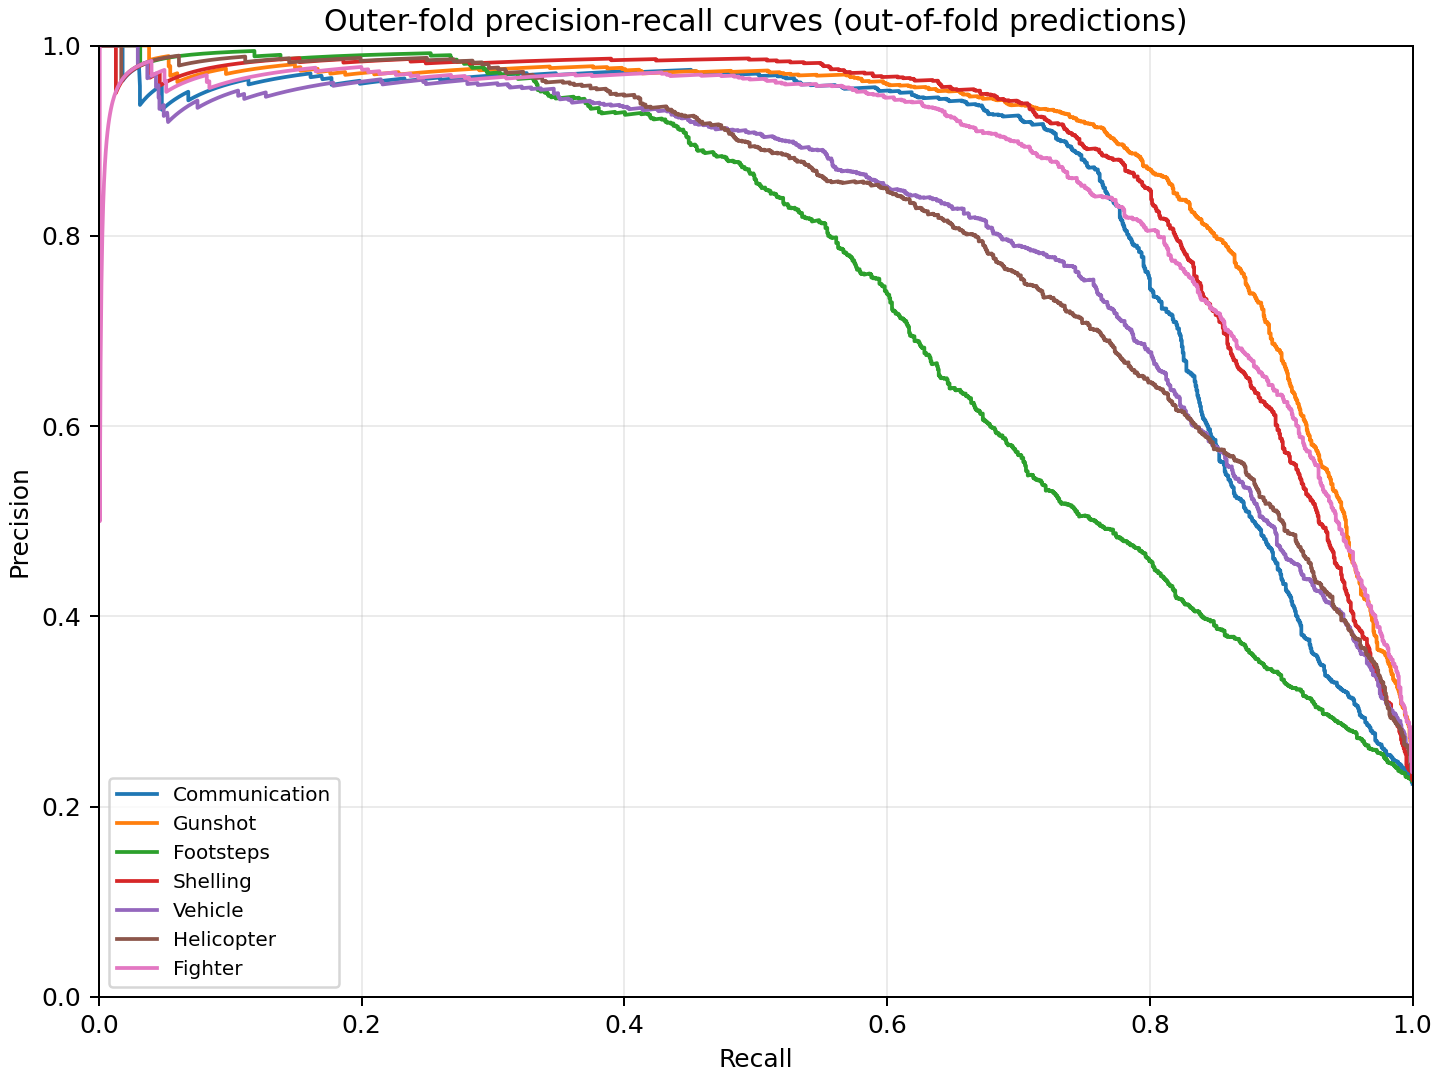 Outer-fold precision-recall curves (out-of-fold predictions)
1.0
0.8
0.6
0.4
0.2
0.0
Precision
Communication
Gunshot
Footsteps
Shelling
Vehicle
Helicopter
Fighter
0.0 0.2 0.4 0.6 0.8 1.0
Recall